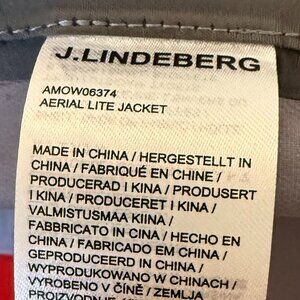 J.LINDEBERG
AMOW06374
AERIAL LITE JACKET
MADE IN CHINA / HERGESTELLT IN
CHINA / FABRIQUÉ EN CHINE /
PRODUCERAD I KINA / PRODUSERT
I KINA / PRODUCERET I KINA /
VALMISTUSMAA KIINA /
FABBRICATO IN CINA / HECHO EN
CHINA / FABRICADO EM CHINA /
GEPRODUCEERD IN CHINA /
WYPRODUKOWANO W CHINACH /
VYROBENO V ČÍNĚ / ZEMLJA